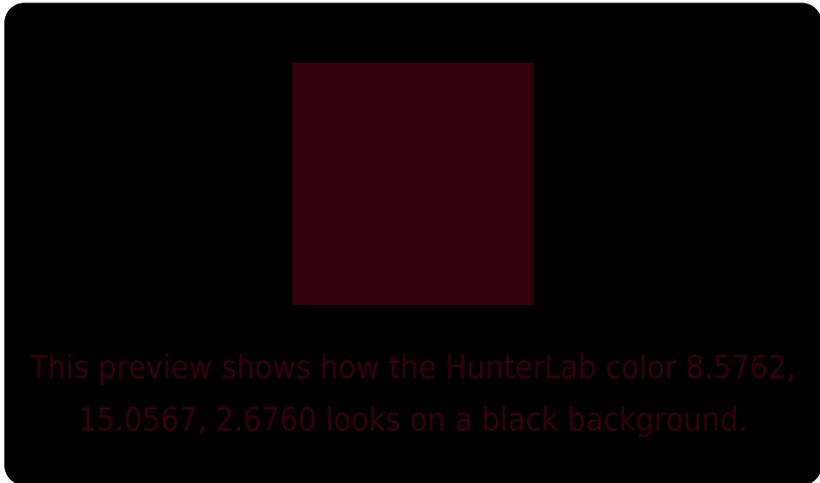 This preview shows how the HunterLab color 8.5762,
15.0567, 2.6760 looks on a black background.